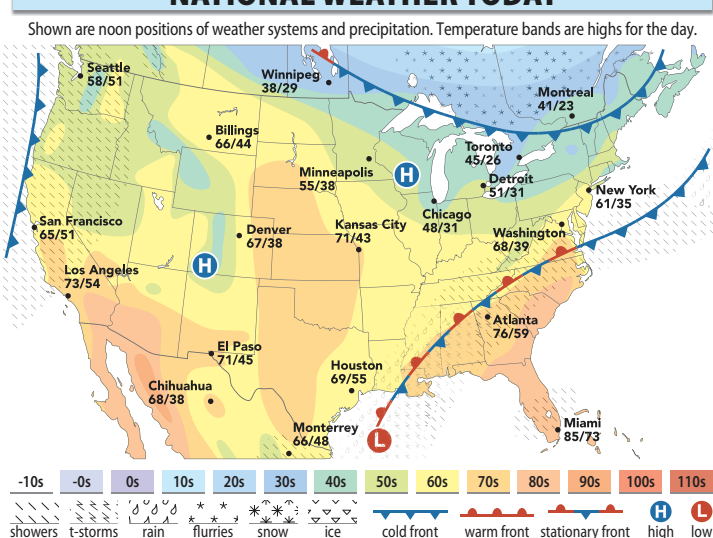 NATIONAL WEATHER TODAY
Shown are noon positions of weather systems and precipitation. Temperature bands are highs for the day.
Seattle
58/51
Winnipeg
38/29
Montreal
41/23
Billings
66/44
Toronto
45/26
Minneapolis
55/38
Detroit
51/31
New York
61/35
Chicago
48/31
San Francisco
65/51
Denver
67/38
Kansas City
71/43
Washington
68/39
Los Angeles
73/54
Atlanta
76/59
El Paso
71/45
Houston
69/55
Chihuahua
68/38
Monterrey
66/48
Miami
85/73
H
H
L
-10s -0s 0s 10s 20s 30s 40s 50s 60s 70s 80s 90s 100s 110s
H L
showers t-storms rain flurries snow ice cold front warm front stationary front high low